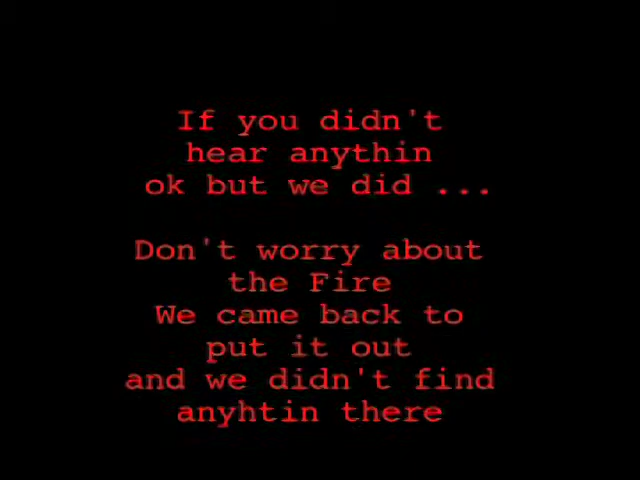 If you didn't
hear anythin
ok but we did ...
Don't worry about
the Fire
We came back to
put it out
and we didn't find
anyhtin there